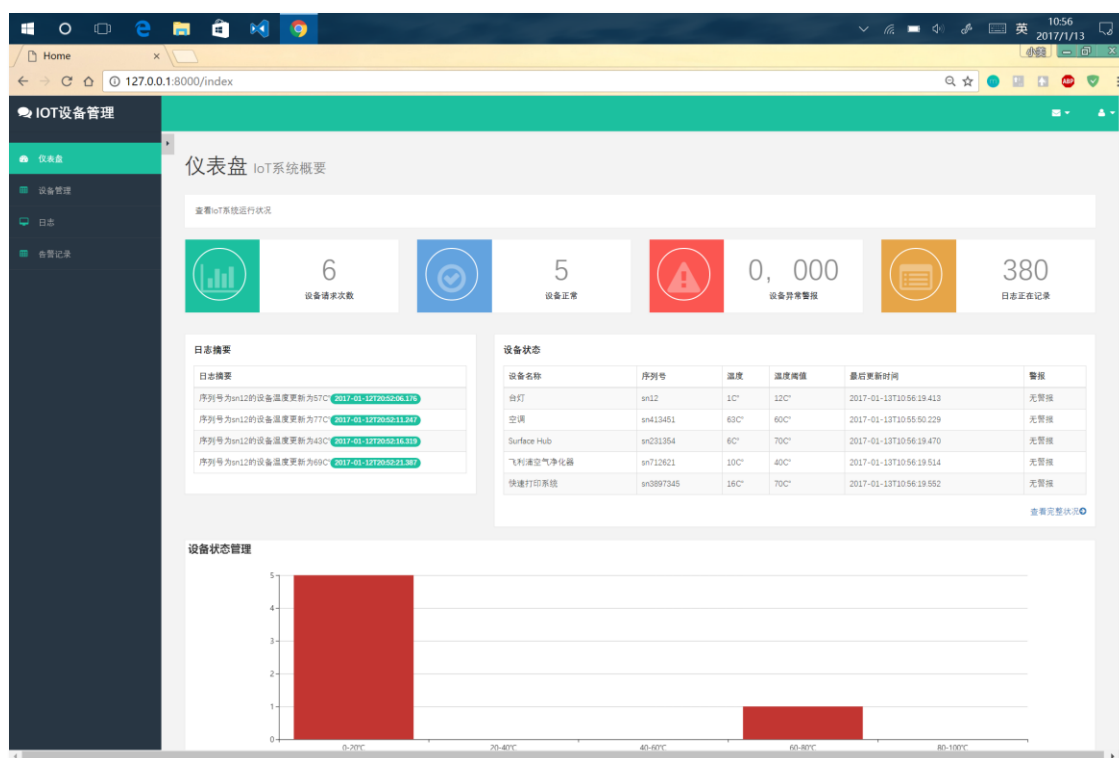 英
10:56
2017/1/13
Home
127.0.0.1:8000/index
ABP
IOT设备管理
仪表盘
设备管理
日志
告警记录
仪表盘 IoT系统概要
查看IoT系统运行状况
6
设备请求次数
5
设备正常
0, 000
设备异常警报
380
日志正在记录
日志摘要
日志摘要
序列号为sn12的设备温度更新为57C° 2017-01-12T20:52:06.176
序列号为sn12的设备温度更新为77C° 2017-01-12T20:52:11.247
序列号为sn12的设备温度更新为43C° 2017-01-12T20:52:16.319
序列号为sn12的设备温度更新为69C° 2017-01-12T20:52:21.387
设备状态
设备名称 序列号 温度 温度阈值 最后更新时间 警报
台灯 sn12 1C° 12C° 2017-01-13T10:56:19.413 无警报
空调 sn413451 63C° 60C° 2017-01-13T10:55:50.229 无警报
Surface Hub sn231354 6C° 70C° 2017-01-13T10:56:19.470 无警报
飞利浦空气净化器 sn712621 10C° 40C° 2017-01-13T10:56:19.514 无警报
快速打印系统 sn3897345 16C° 70C° 2017-01-13T10:56:19.552 无警报
查看完整状况
设备状态管理
5
4
3
2
1
0
0-20℃ 20-40℃ 40-60℃ 60-80℃ 80-100℃